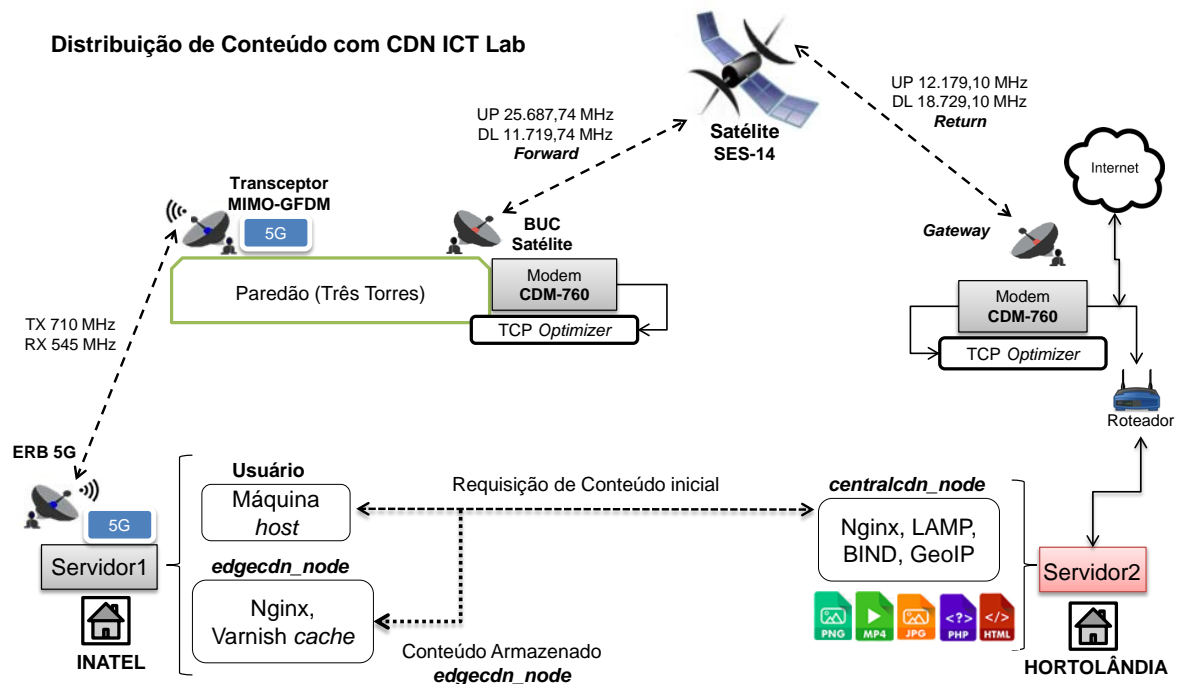 Distribuição de Conteúdo com CDN ICT Lab
UP 25.687,74 MHz
DL 11.719,74 MHz
Forward
Satélite
SES-14
UP 12.179,10 MHz
DL 18.729,10 MHz
Return
Internet
Transceptor
MIMO-GFDM
5G
BUC
Satélite
Gateway
Paredão (Três Torres)
Modem
CDM-760
TCP Optimizer
Modem
CDM-760
TCP Optimizer
TX 710 MHz
RX 545 MHz
Roteador
ERB 5G
5G
Servidor1
INATEL
Usuário
Máquina
host
edgecdn_node
Nginx,
Varnish cache
Requisição de Conteúdo inicial
Conteúdo Armazenado
edgecdn_node
centralcdn_node
Nginx, LAMP,
BIND, GeoIP
PNG
MP4
JPG
<?>
PHP
</>
HTML
Servidor2
HORTOLÂNDIA